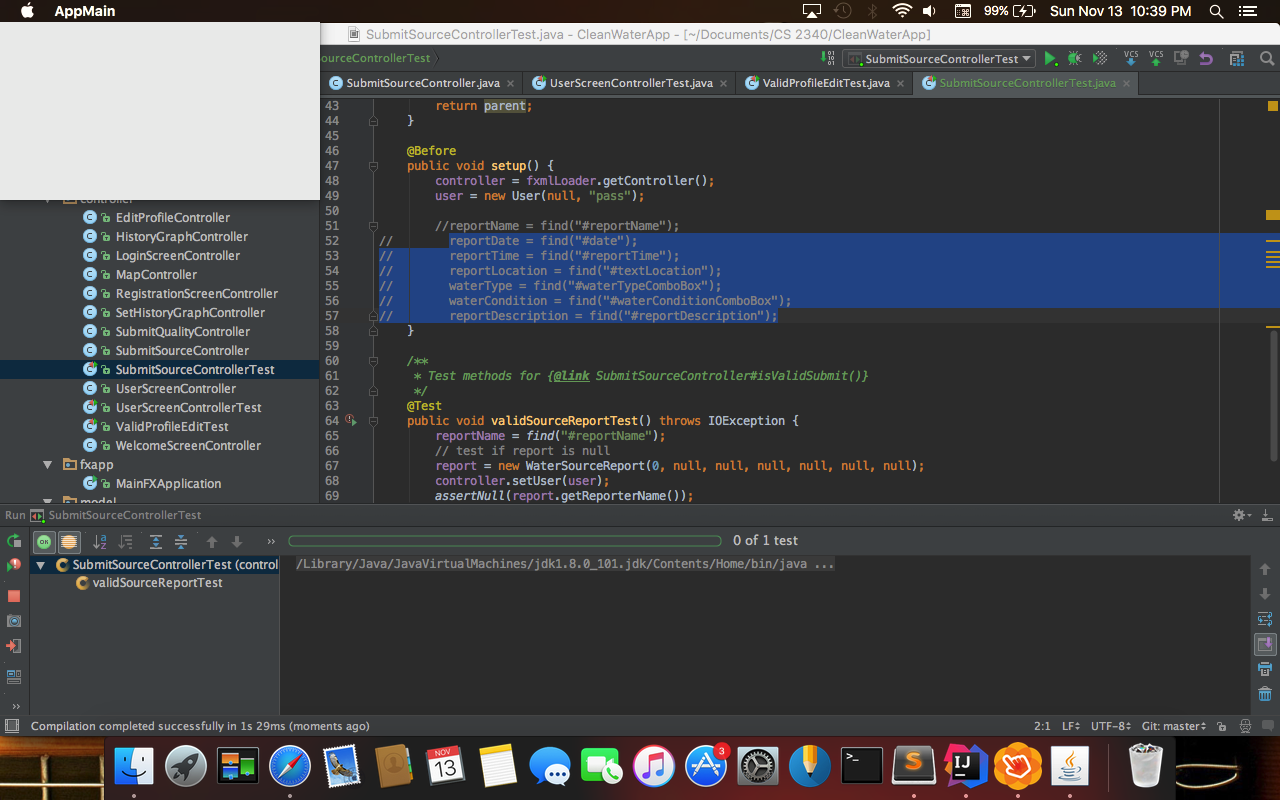 AppMain
99%
Sun Nov 13 10:39 PM
SubmitSourceControllerTest.java – CleanWaterApp – [~/Documents/CS 2340/CleanWaterApp]
ourceControllerTest
SubmitSourceControllerTest
VCS
VCS
SubmitSourceController.java
UserScreenControllerTest.java
ValidProfileEditTest.java
SubmitSourceControllerTest.java
controller
EditProfileController
HistoryGraphController
LoginScreenController
MapController
RegistrationScreenController
SetHistoryGraphController
SubmitQualityController
SubmitSourceController
SubmitSourceControllerTest
UserScreenController
UserScreenControllerTest
ValidProfileEditTest
WelcomeScreenController
fxapp
MainFXApplication
model
43 return parent;
44 }
45
46 @Before
47 public void setup() {
48 controller = fxmlLoader.getController();
49 user = new User(null, "pass");
50
51 //reportName = find("#reportName");
52 // reportDate = find("#date");
53 // reportTime = find("#reportTime");
54 // reportLocation = find("#textLocation");
55 // waterType = find("#waterTypeComboBox");
56 // waterCondition = find("#waterConditionComboBox");
57 // reportDescription = find("#reportDescription");
58 }
59
60 /**
61 * Test methods for {@link SubmitSourceController#isValidSubmit()}
62 */
63 @Test
64 public void validSourceReportTest() throws IOException {
65 reportName = find("#reportName");
66 // test if report is null
67 report = new WaterSourceReport(0, null, null, null, null, null, null);
68 controller.setUser(user);
69 assertNull(report.getReporterName());
Run SubmitSourceControllerTest
OK
0 of 1 test
SubmitSourceControllerTest (control
validSourceReportTest
/Library/Java/JavaVirtualMachines/jdk1.8.0_101.jdk/Contents/Home/bin/java ...
Compilation completed successfully in 1s 29ms (moments ago)
2:1 LF UTF-8 Git: master
NOV
13
3
S
IJ